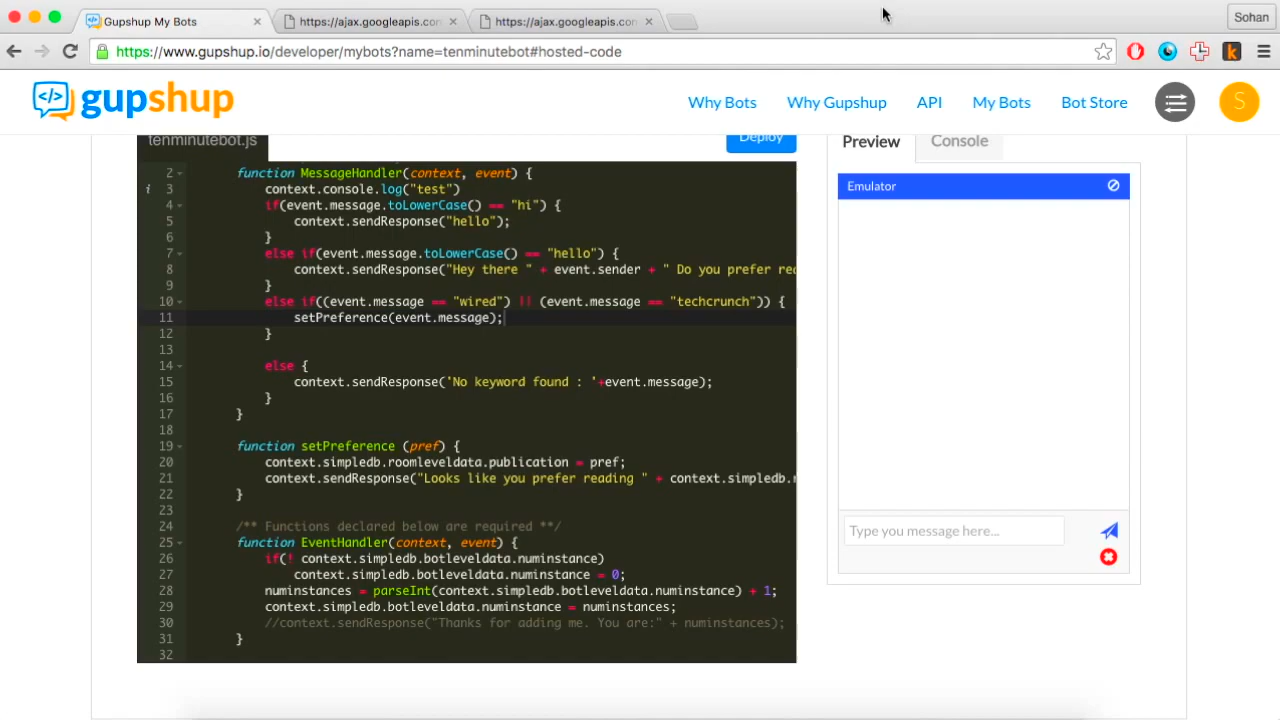 Gupshup My Bots
https://ajax.googleapis.con
https://ajax.googleapis.con
Sohan
https://www.gupshup.io/developer/mybots?name=tenminutebot#hosted-code
gupshup
Why Bots
Why Gupshup
API
My Bots
Bot Store
S
tenminutebot.js
Deploy
Preview
Console
2 function MessageHandler(context, event) {
i 3 context.console.log("test")
4 if(event.message.toLowerCase() == "hi") {
5 context.sendResponse("hello");
6 }
7 else if(event.message.toLowerCase() == "hello") {
8 context.sendResponse("Hey there " + event.sender + " Do you prefer rea
9 }
10 else if((event.message == "wired") || (event.message == "techcrunch")) {
11 setPreference(event.message);
12 }
13
14 else {
15 context.sendResponse('No keyword found : '+event.message);
16 }
17 }
18
19 function setPreference (pref) {
20 context.simpledb.roomleveldata.publication = pref;
21 context.sendResponse("Looks like you prefer reading " + context.simpledb.r
22 }
23
24 /** Functions declared below are required **/
25 function EventHandler(context, event) {
26 if(! context.simpledb.botleveldata.numinstance)
27 context.simpledb.botleveldata.numinstance = 0;
28 numinstances = parseInt(context.simpledb.botleveldata.numinstance) + 1;
29 context.simpledb.botleveldata.numinstance = numinstances;
30 //context.sendResponse("Thanks for adding me. You are:" + numinstances);
31 }
32
Emulator
Type you message here...